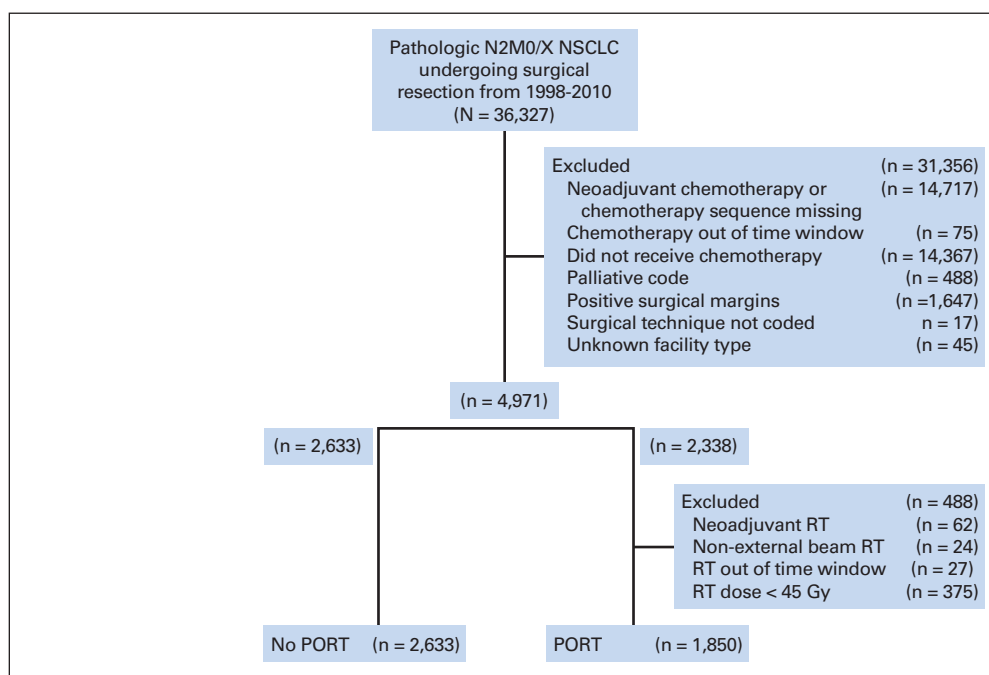 Pathologic N2M0/X NSCLC
undergoing surgical
resection from 1998-2010
(N = 36,327)
Excluded (n = 31,356)
Neoadjuvant chemotherapy or (n = 14,717)
chemotherapy sequence missing
Chemotherapy out of time window (n = 75)
Did not receive chemotherapy (n = 14,367)
Palliative code (n = 488)
Positive surgical margins (n =1,647)
Surgical technique not coded n = 17)
Unknown facility type (n = 45)
(n = 4,971)
(n = 2,633) (n = 2,338)
Excluded (n = 488)
Neoadjuvant RT (n = 62)
Non-external beam RT (n = 24)
RT out of time window (n = 27)
RT dose < 45 Gy (n = 375)
No PORT (n = 2,633) PORT (n = 1,850)